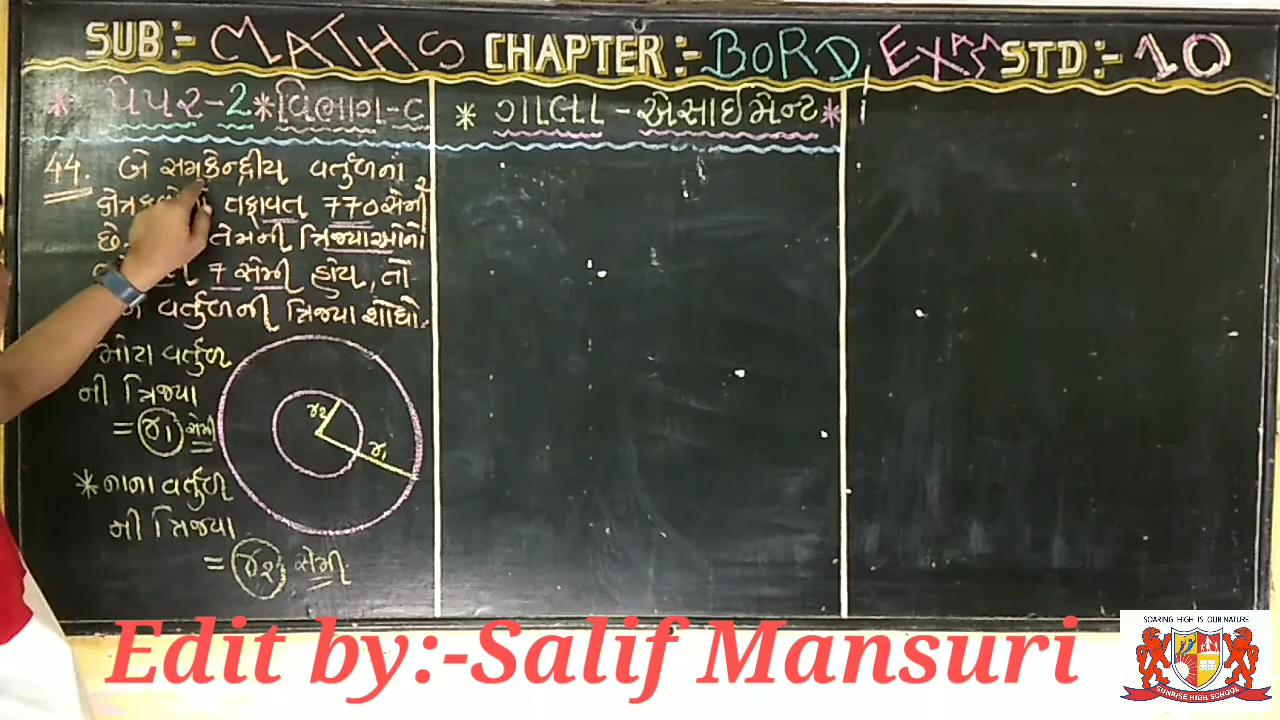 SUB:- MATHS CHAPTER:- BORD EXAM STD:- 10
* પેપર-2 * વિભાગ-C
* ગાલા - એસાઈમેન્ટ *
44. બે સમકેન્દ્રીય વર્તુળનાં
તફાવત 770 સેમી²
છે. તેમની ત્રિજ્યાઓનો
7 સેમી હોય, તો
વર્તુળની ત્રિજ્યા શોધો.
મોટા વર્તુળ
ની ત્રિજ્યા
= r1 સેમી
r2
r1
* નાના વર્તુળ
ની ત્રિજ્યા
= r2 સેમી
Edit by:-Salif Mansuri
SOARING HIGH IS OUR NATURE
SUNRISE HIGH SCHOOL